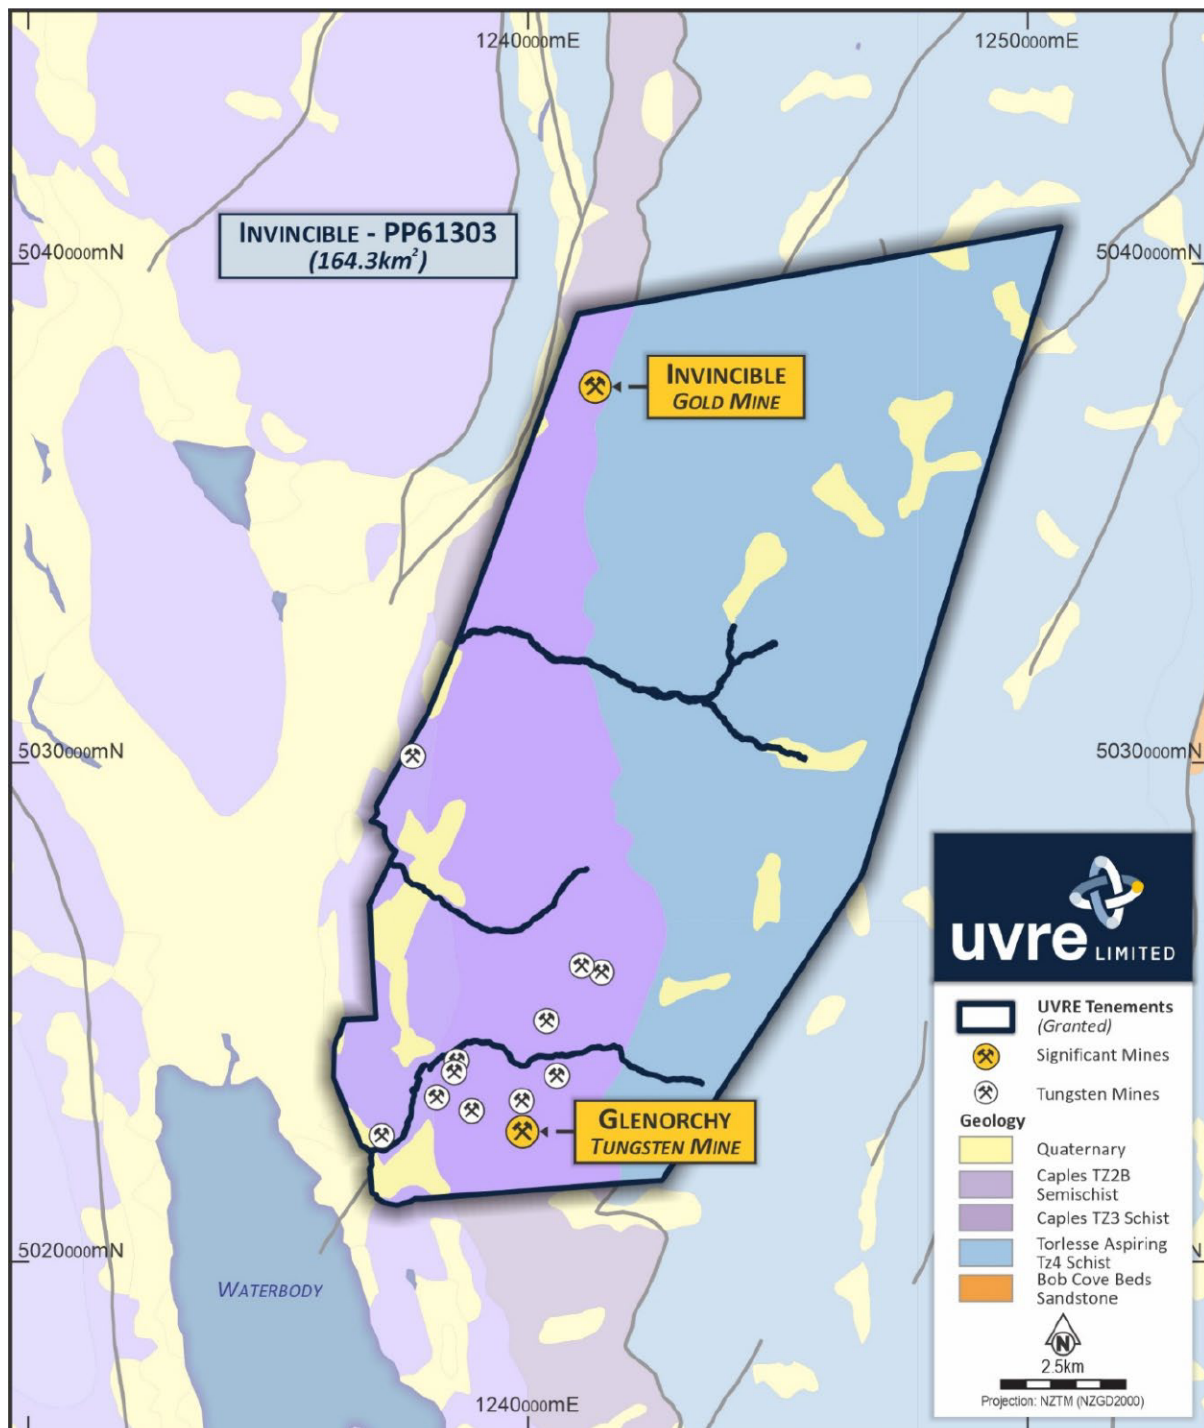 1240000mE
1250000mE
INVINCIBLE - PP61303
(164.3km²)
5040000mN
5040000mN
INVINCIBLE
GOLD MINE
5030000mN
5030000mN
uvre LIMITED
UVRE Tenements
(Granted)
Significant Mines
Tungsten Mines
Geology
Quaternary
Caples TZ2B
Semischist
Caples TZ3 Schist
Torlesse Aspiring
Tz4 Schist
Bob Cove Beds
Sandstone
N
2.5km
Projection: NZTM (NZGD2000)
GLENORCHY
TUNGSTEN MINE
5020000mN
N
WATERBODY
1240000mE